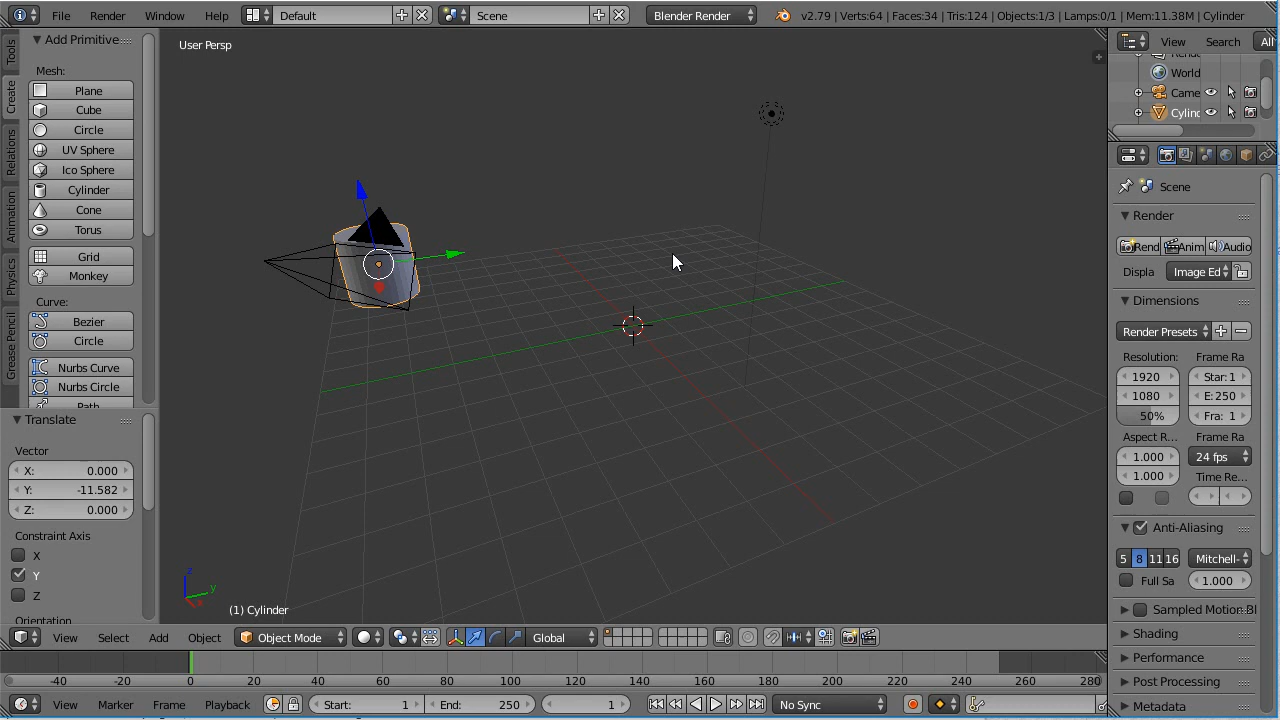 File Render Window Help Default Scene Blender Render v2.79 | Verts:64 | Faces:34 | Tris:124 | Objects:1/3 | Lamps:0/1 | Mem:11.38M | Cylinder
Tools
Create
Relations
Animation
Physics
Grease Pencil
Add Primitive
Mesh:
Plane
Cube
Circle
UV Sphere
Ico Sphere
Cylinder
Cone
Torus
Grid
Monkey
Curve:
Bezier
Circle
Nurbs Curve
Nurbs Circle
Path
Translate
Vector
X: 0.000
Y: -11.582
Z: 0.000
Constraint Axis
X
Y
Z
Orientation
User Persp
z
y
x
(1) Cylinder
View Select Add Object Object Mode Global
-40 -20 0 20 40 60 80 100 120 140 160 180 200 220 240 260 280
View Marker Frame Playback Start: 1 End: 250 1 No Sync
View Search All
World
Came
Cylinc
Scene
Render
Rend Anim Audio
Displa Image Ed
Dimensions
Render Presets
Resolution: Frame Ra
1920 Star: 1
1080 E: 250
50% Fra: 1
Aspect R... Frame Ra
1.000 24 fps
1.000 Time Re...
Anti-Aliasing
5 8 11 16 Mitchell-
Full Sa 1.000
Sampled Motion Bl
Shading
Performance
Post Processing
Metadata